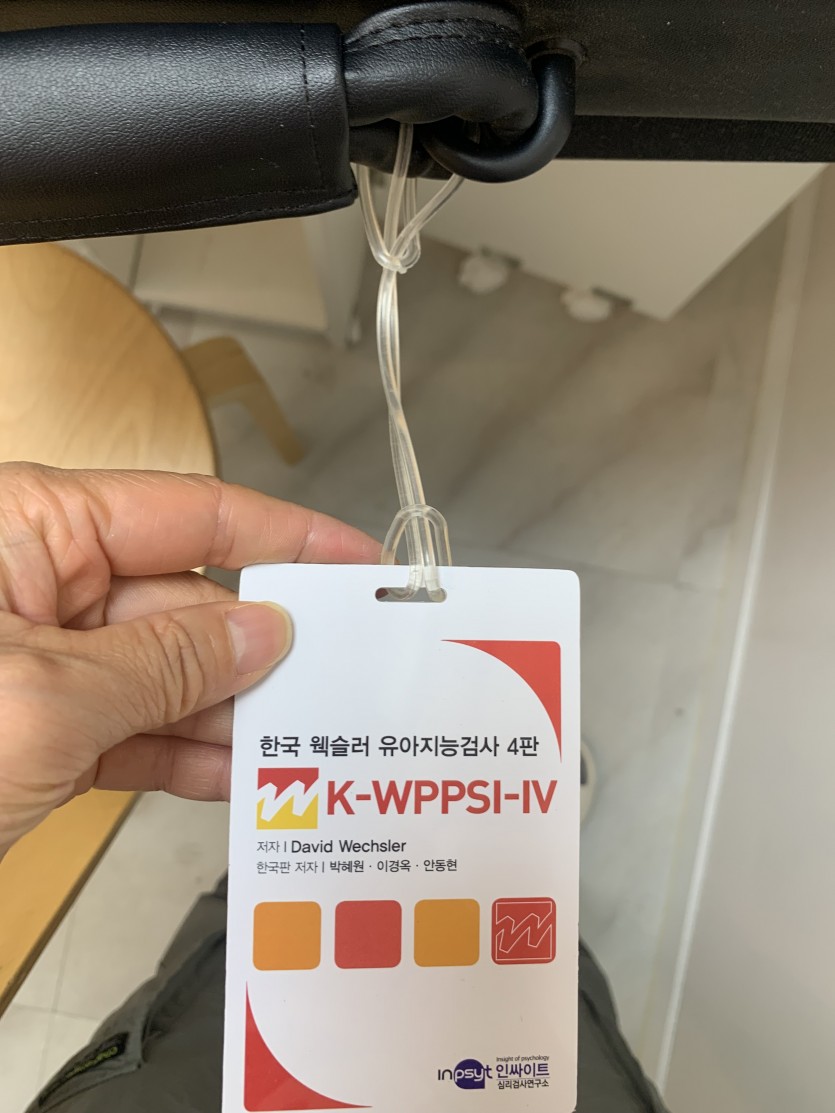 한국 웩슬러 유아지능검사 4판
K-WPPSI-IV
저자 | David Wechsler
한국판 저자 | 박혜원 · 이경옥 · 안동현
Insight of psychology
inpsyt 인싸이트
심리검사연구소